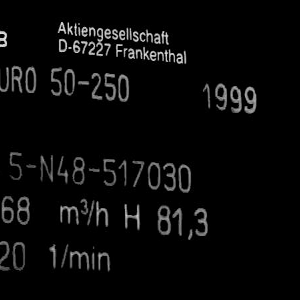 B Aktiengesellschaft
D-67227 Frankenthal
URO 50-250 1999
5-N48-517030
68 m³/h H 81,3
20 1/min